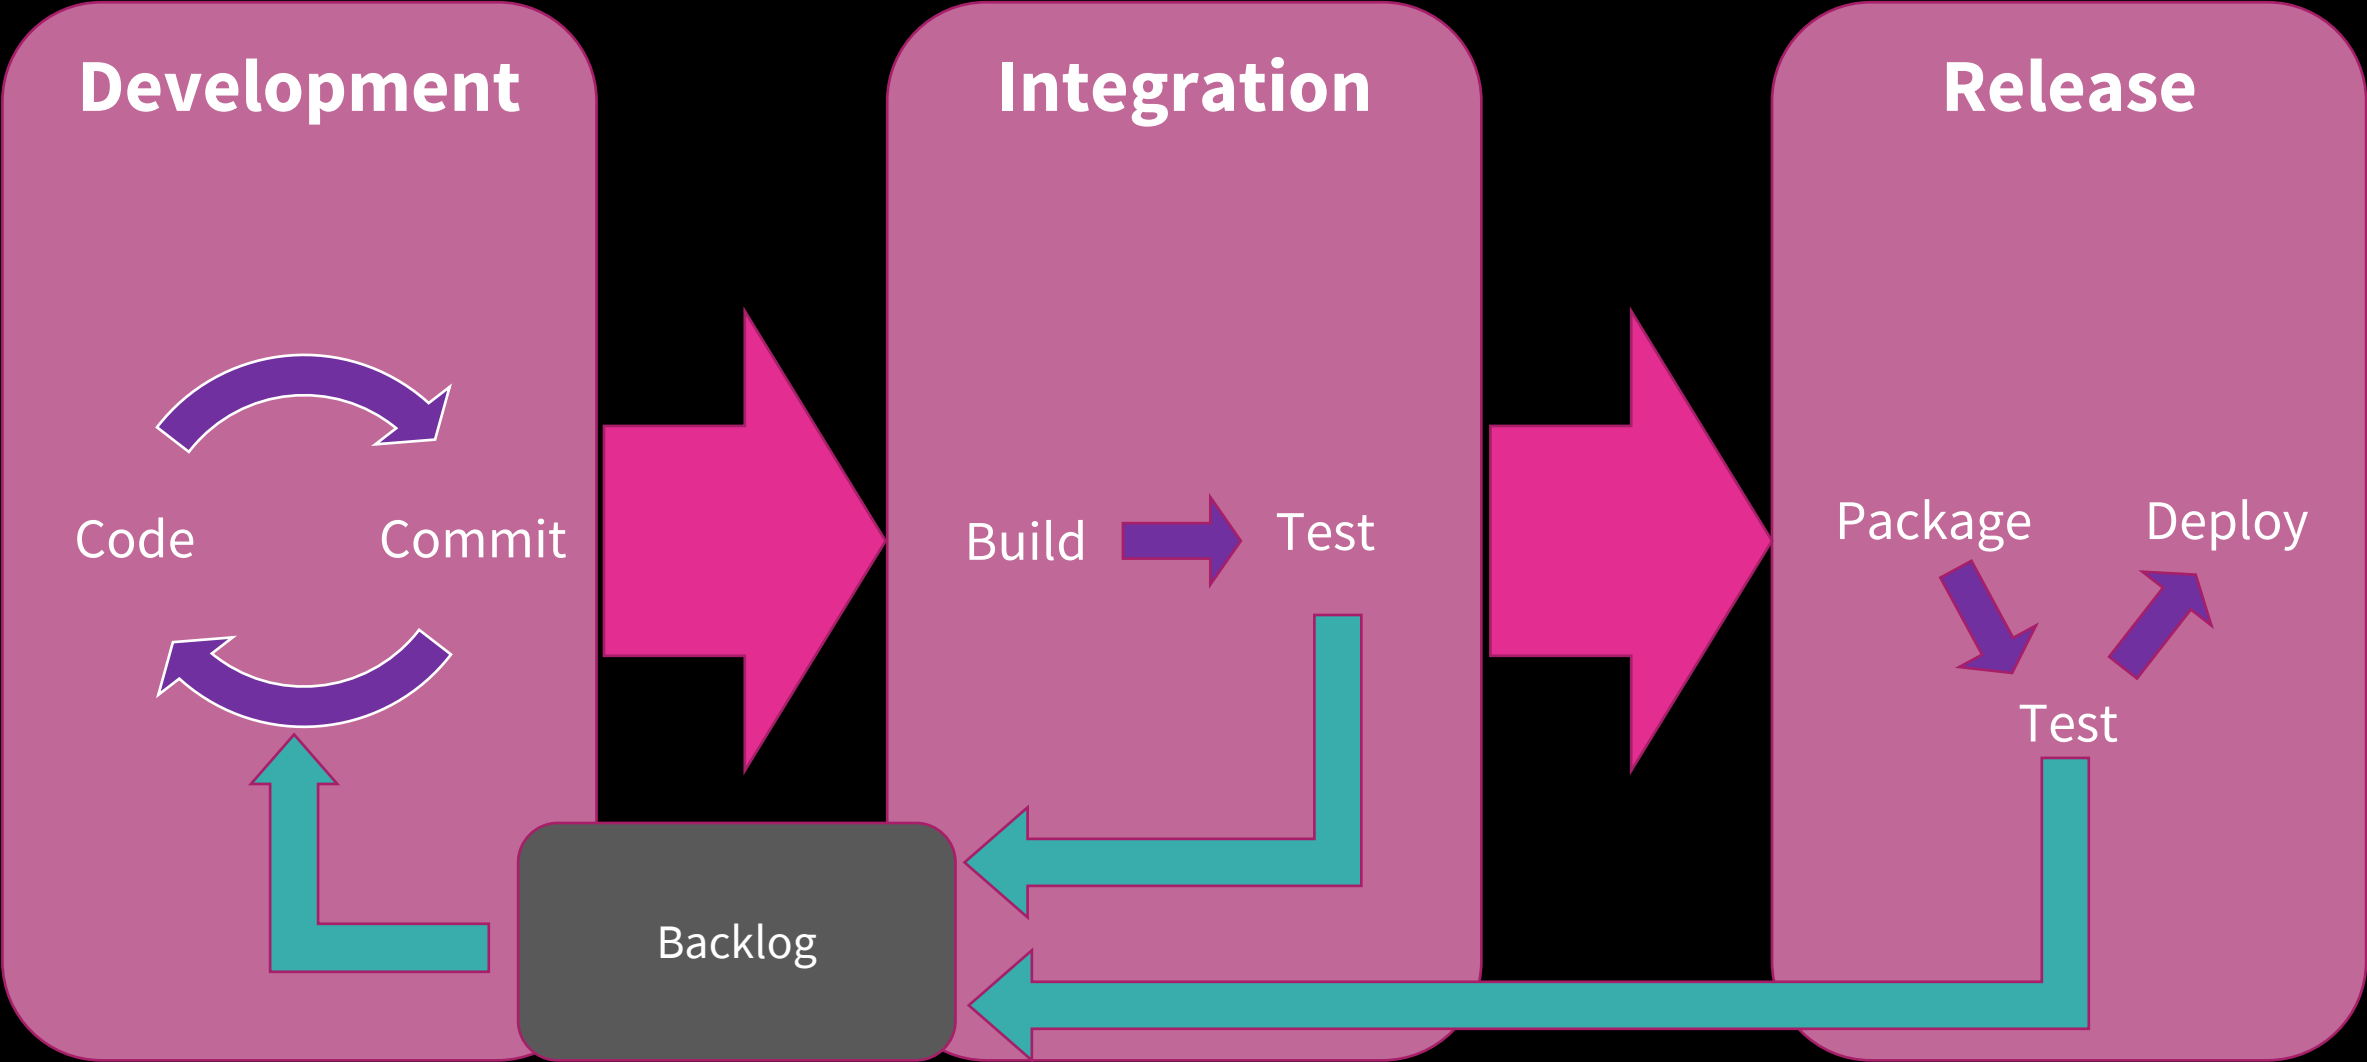 Development
Code
Commit
Integration
Build
Test
Release
Package
Deploy
Test
Backlog